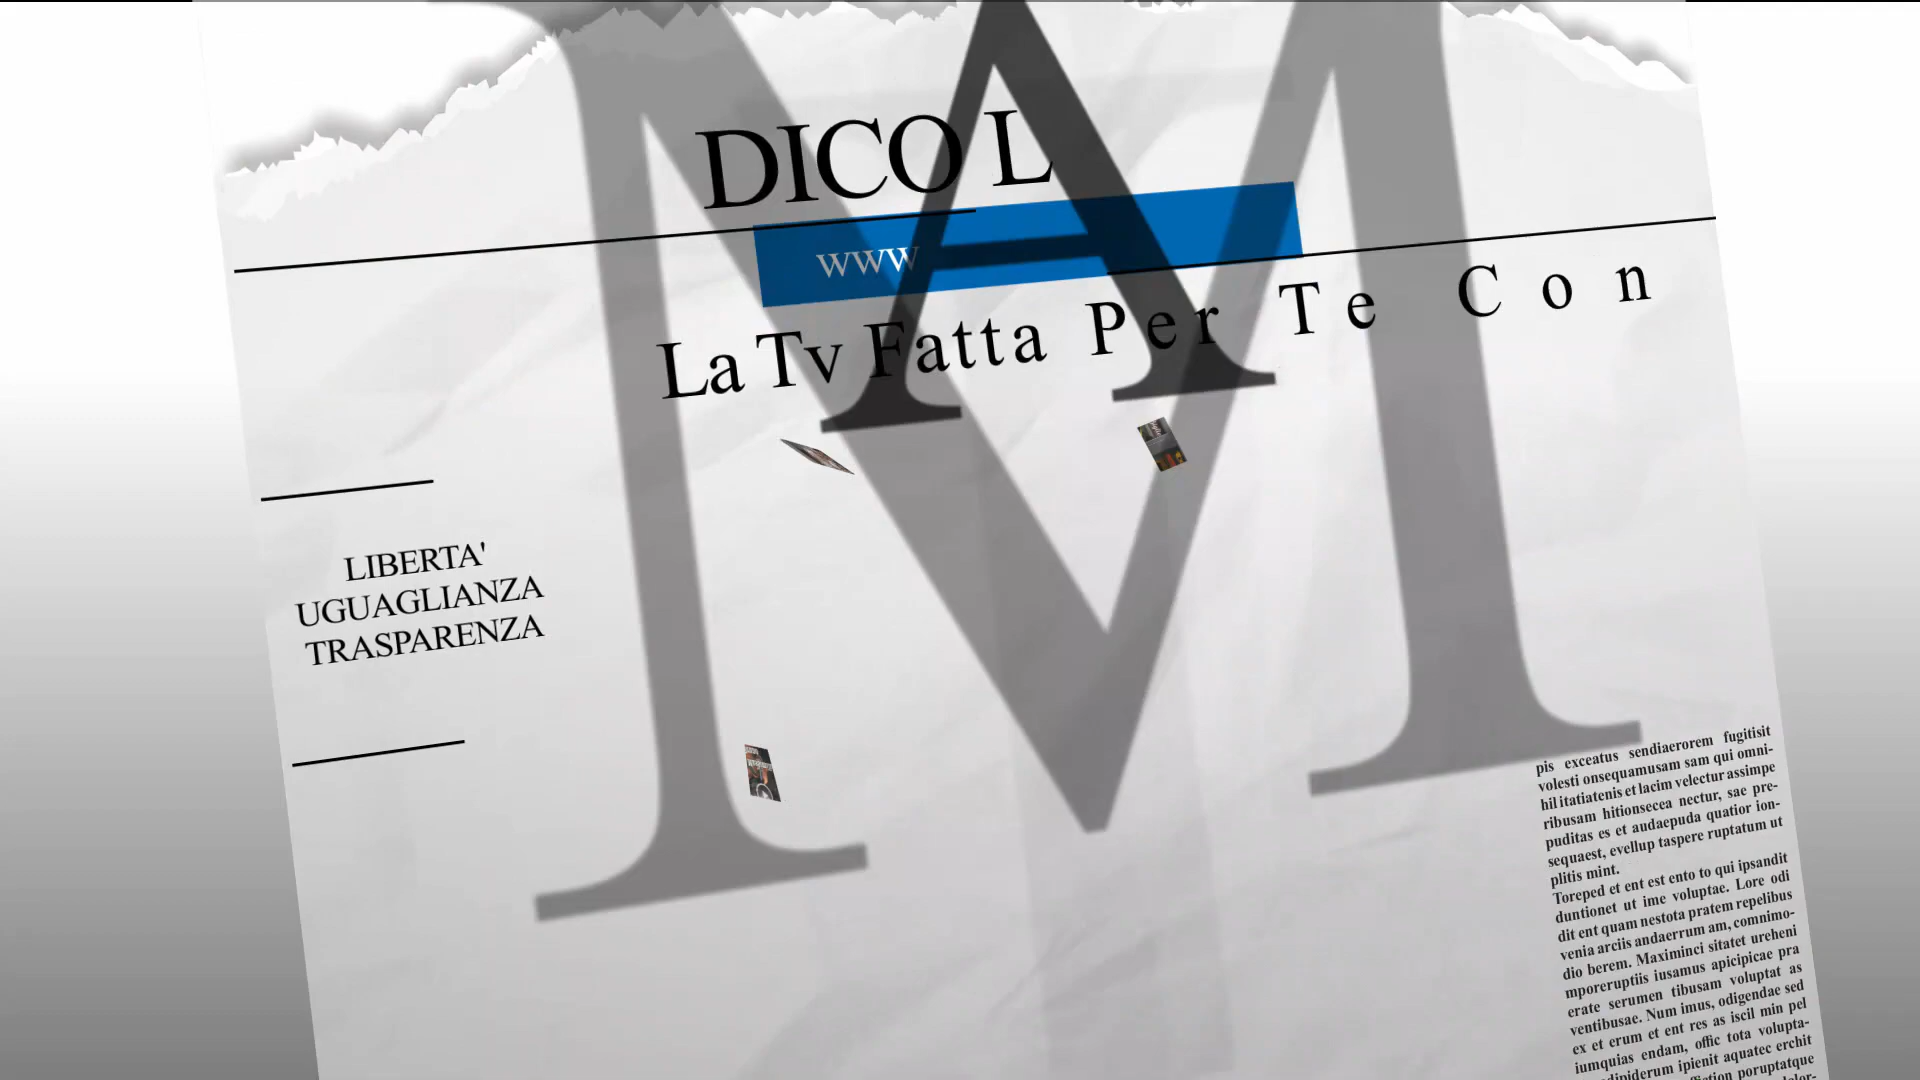 M
A
DICO L
www
La Tv Fatta Per Te Con
LIBERTA'
UGUAGLIANZA
TRASPARENZA
pis exceatus sendiaerorem fugitisit
volesti onsequamusam sam qui omni-
hil itatiatenis et lacim velectur assimpe
ribusam hitionsecea nectur, sae pre-
puditas es et audaepuda quatior ion-
sequaest, evellup taspere ruptatum ut
plitis mint.
Toreped et ent est ento to qui ipsandit
duntionet ut ime voluptae. Lore odi
dit ent quam nestota pratem repelibus
venia arciis andaerrum am, comnimo-
dio berem. Maximinci sitatet ureheni
mporeruptiis iusamus apicipicae pra
erate serumen tibusam voluptat as
ventibusae. Num imus, odigendae sed
ex et erum et ent res as iscil min pel
iumquias endam, offic tota volupta-
ipienit aquatec erchit
poruptatque